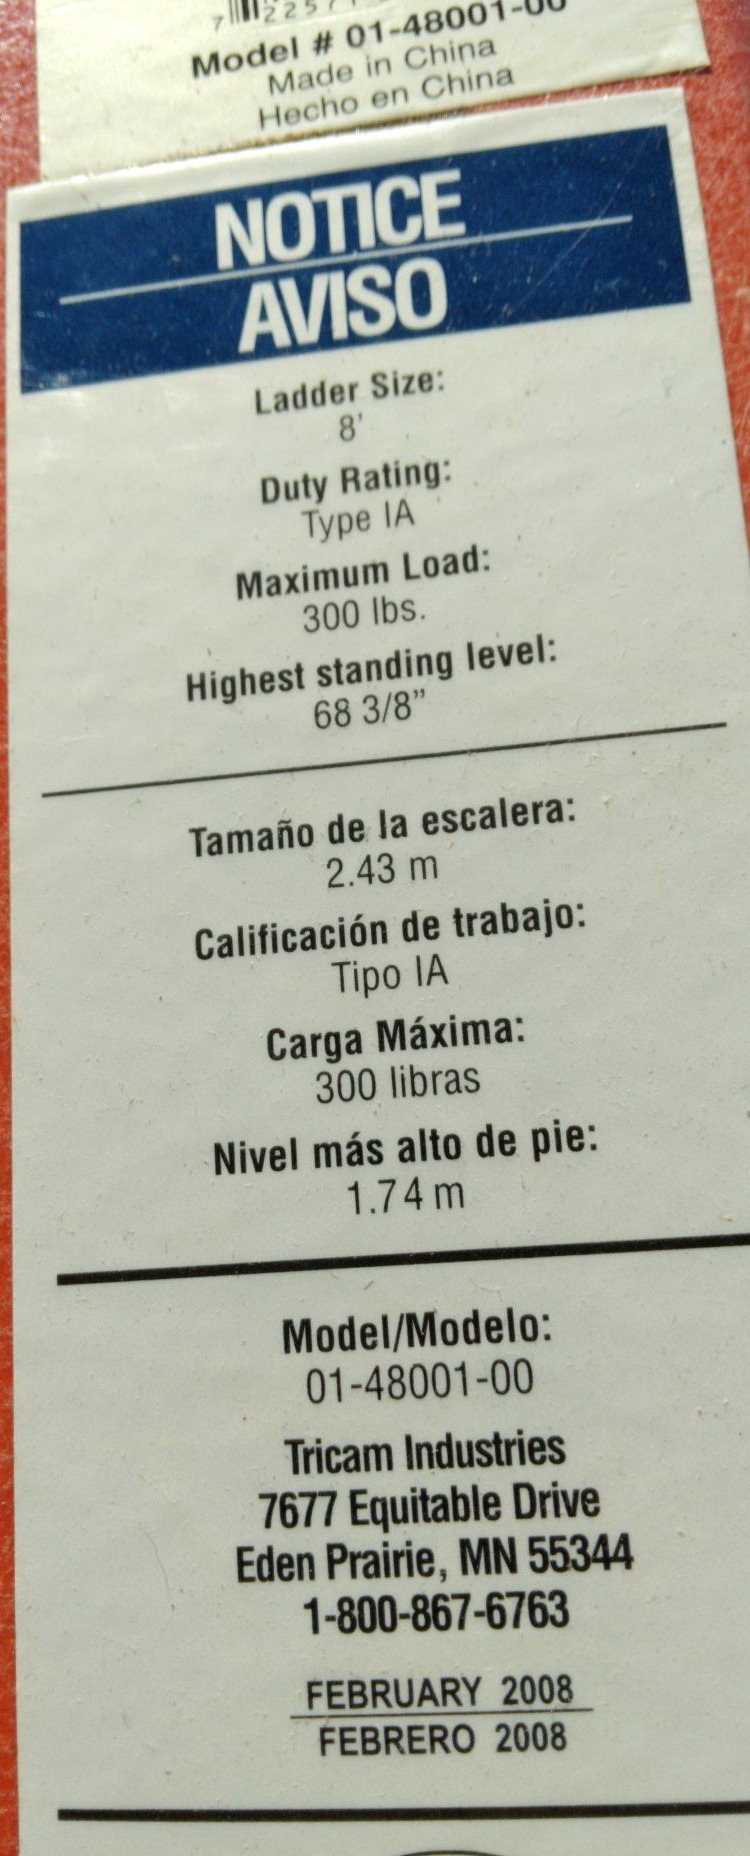 Model # 01-48001-00
Made in China
Hecho en China
NOTICE
AVISO
Ladder Size:
8'
Duty Rating:
Type IA
Maximum Load:
300 lbs.
Highest standing level:
68 3/8”
Tamaño de la escalera:
2.43 m
Calificación de trabajo:
Tipo IA
Carga Máxima:
300 libras
Nivel más alto de pie:
1.74 m
Model/Modelo:
01-48001-00
Tricam Industries
7677 Equitable Drive
Eden Prairie, MN 55344
1-800-867-6763
FEBRUARY 2008
FEBRERO 2008